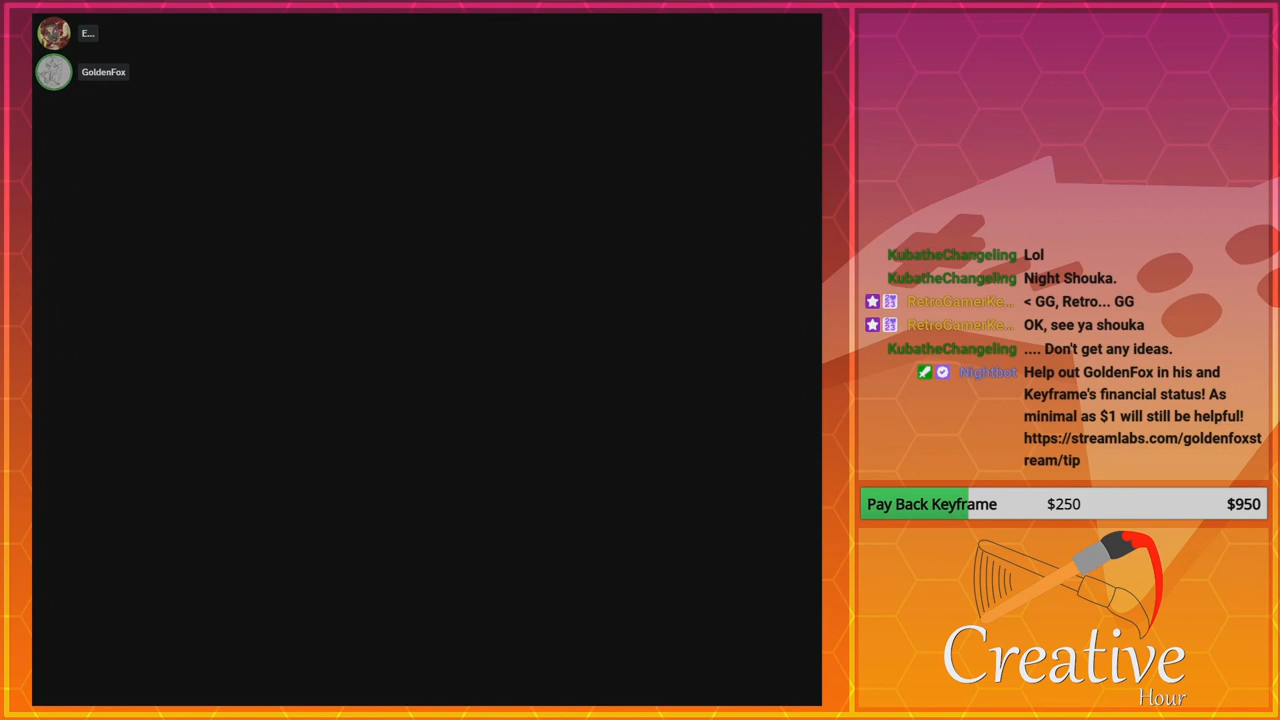 E...
GoldenFox
KubatheChangeling Lol
KubatheChangeling Night Shouka.
RetroGamerKe... < GG, Retro... GG
RetroGamerKe... OK, see ya shouka
KubatheChangeling .... Don't get any ideas.
Nightbot Help out GoldenFox in his and
Keyframe's financial status! As
minimal as $1 will still be helpful!
https://streamlabs.com/goldenfoxst
ream/tip
Pay Back Keyframe $250 $950
Creative
Hour